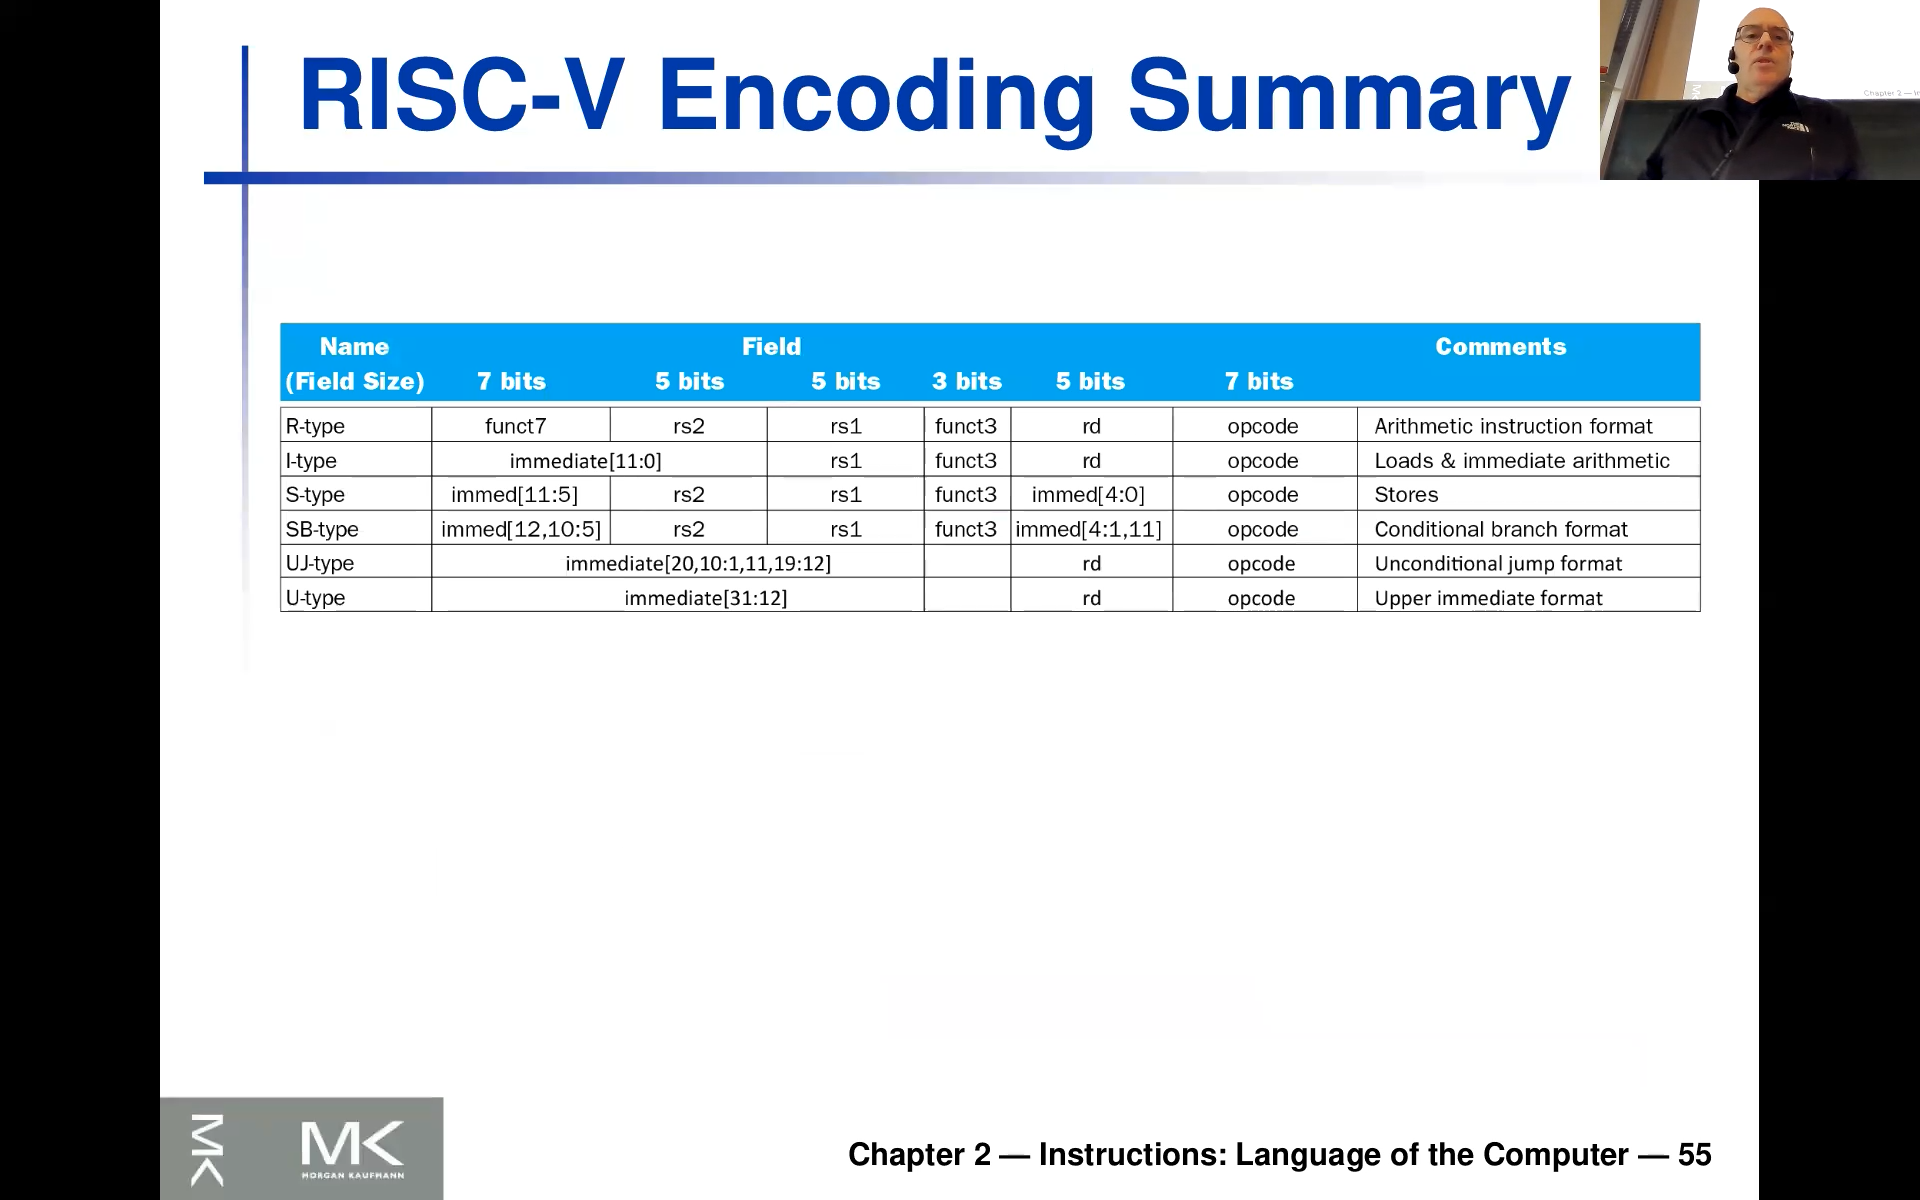 RISC-V Encoding Summary
Chapter 2 — In
Name Field Comments
(Field Size) 7 bits 5 bits 5 bits 3 bits 5 bits 7 bits
R-type funct7 rs2 rs1 funct3 rd opcode Arithmetic instruction format
I-type immediate[11:0] rs1 funct3 rd opcode Loads & immediate arithmetic
S-type immed[11:5] rs2 rs1 funct3 immed[4:0] opcode Stores
SB-type immed[12,10:5] rs2 rs1 funct3 immed[4:1,11] opcode Conditional branch format
UJ-type immediate[20,10:1,11,19:12] rd opcode Unconditional jump format
U-type immediate[31:12] rd opcode Upper immediate format
MK
MK
MORGAN KAUFMANN
Chapter 2 — Instructions: Language of the Computer — 55